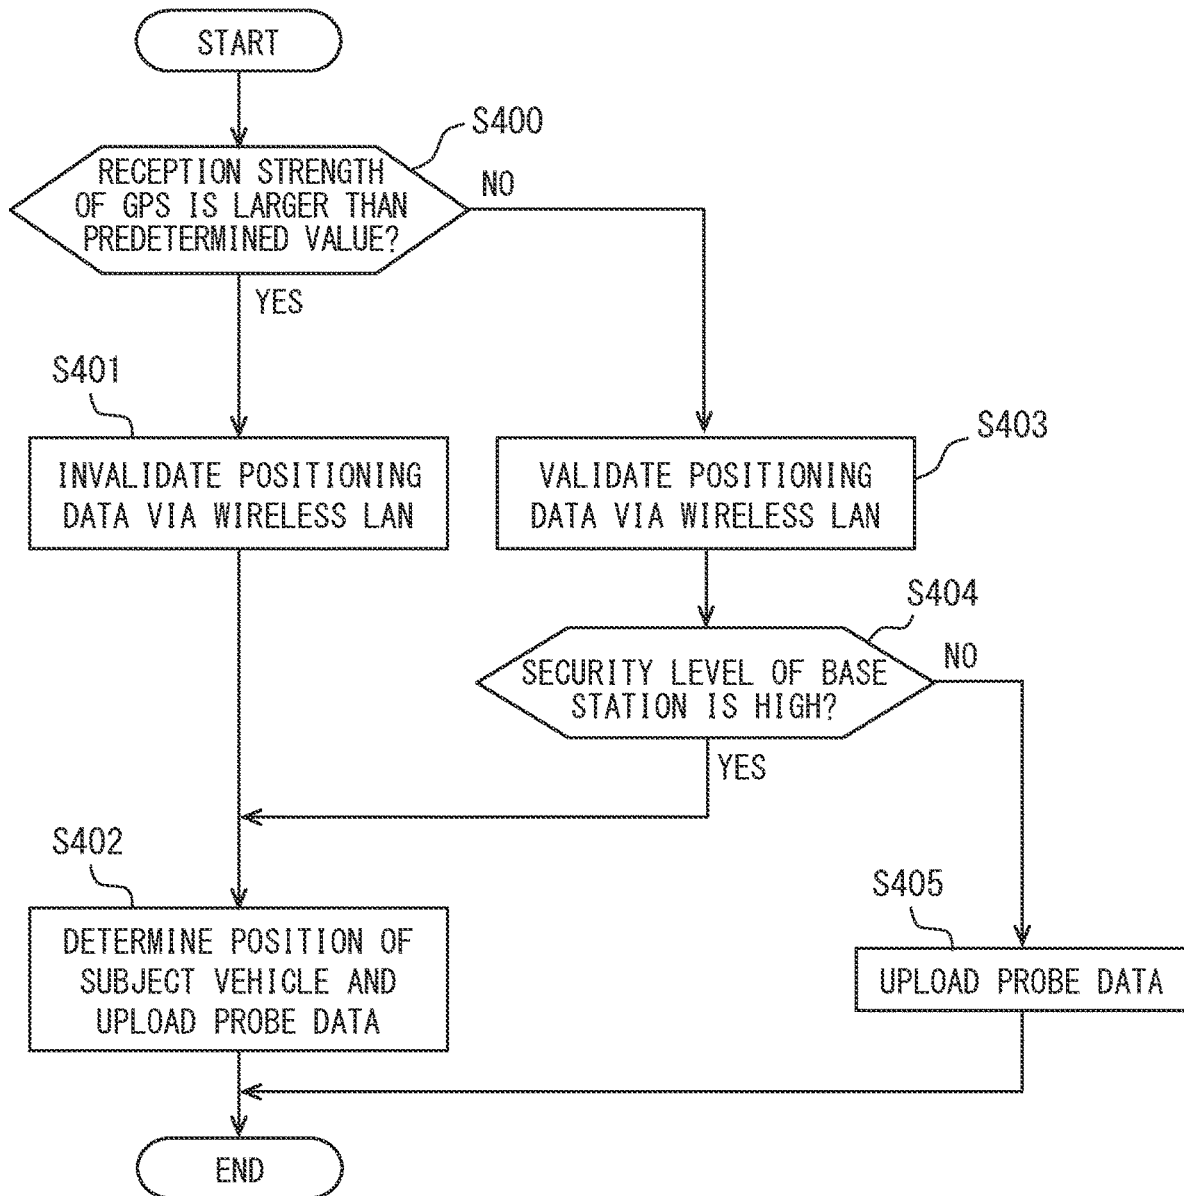 START
S400
RECEPTION STRENGTH
OF GPS IS LARGER THAN
PREDETERMINED VALUE?
NO
YES
S401
INVALIDATE POSITIONING
DATA VIA WIRELESS LAN
S403
VALIDATE POSITIONING
DATA VIA WIRELESS LAN
S404
SECURITY LEVEL OF BASE
STATION IS HIGH?
NO
YES
S402
DETERMINE POSITION OF
SUBJECT VEHICLE AND
UPLOAD PROBE DATA
S405
UPLOAD PROBE DATA
END